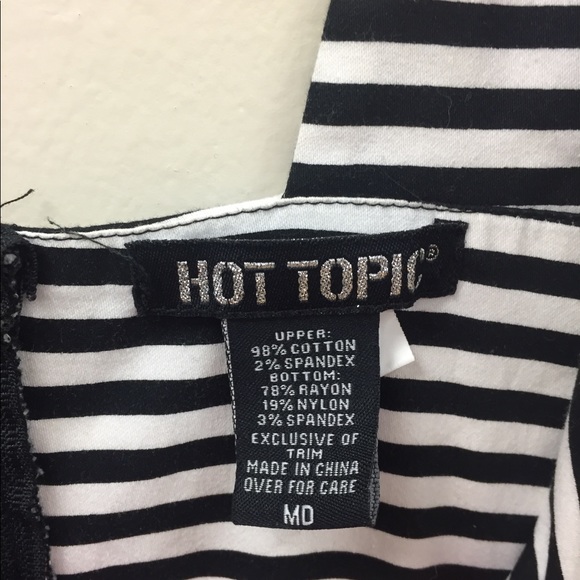 HOT TOPIC®
UPPER:
98% COTTON
2% SPANDEX
BOTTOM:
78% RAYON
19% NYLON
3% SPANDEX
EXCLUSIVE OF
TRIM
MADE IN CHINA
OVER FOR CARE
MD